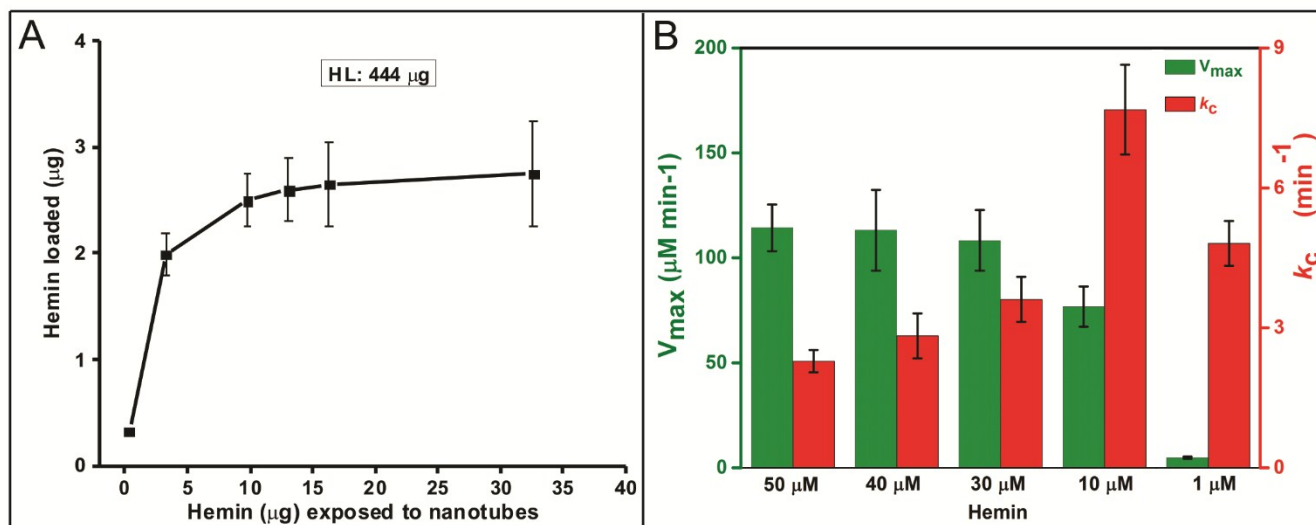 A
HL: 444 μg
Hemin loaded (μg)
4
3
2
1
0
0 5 10 15 20 25 30 35 40
Hemin (μg) exposed to nanotubes
B
Vmax
kc
Vmax (μM min-1)
200
150
100
50
0
9
6
3
0
kc (min-1)
50 μM 40 μM 30 μM 10 μM 1 μM
Hemin